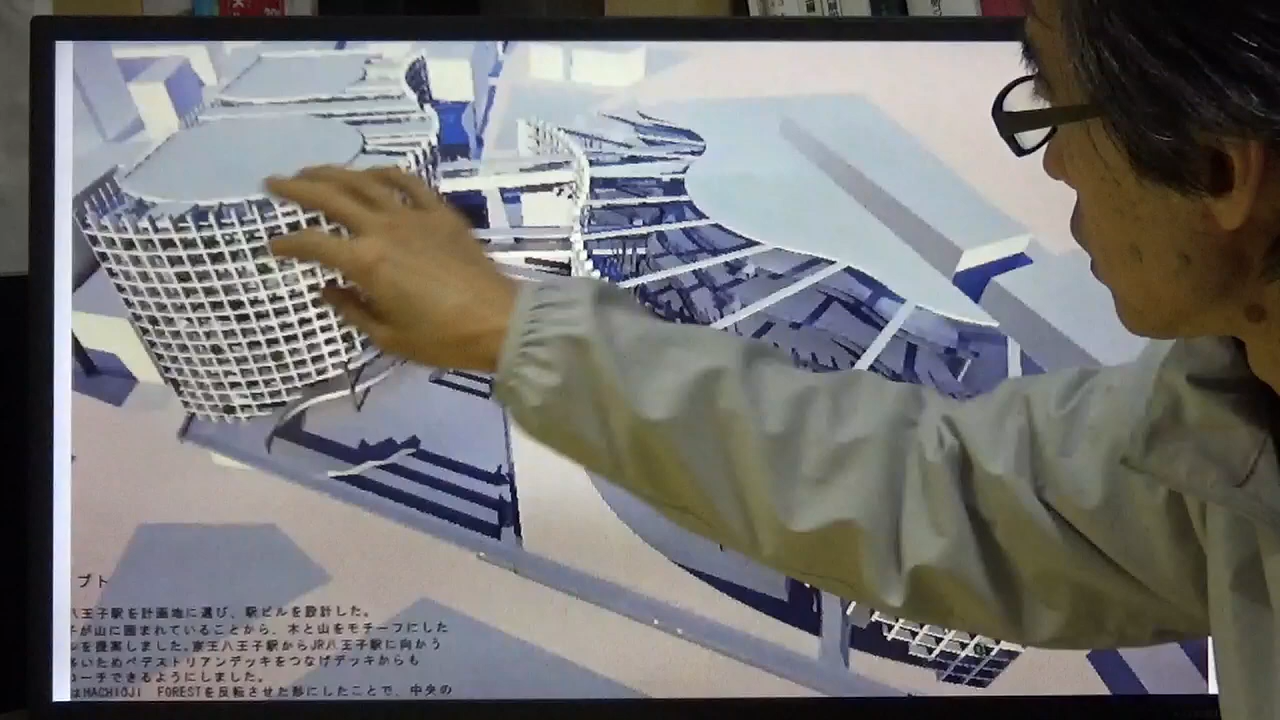 プト
八王子駅を計画地に選び、駅ビルを設計した。
子が山に囲まれていることから、木と山をモチーフにした
ンを提案しました。京王八王子駅からJR八王子駅に向かう
多いためペデストリアンデッキをつなげデッキからも
ローチできるようにしました。
はHACHIOJI FORESTを反転させた形にしたことで、中央の